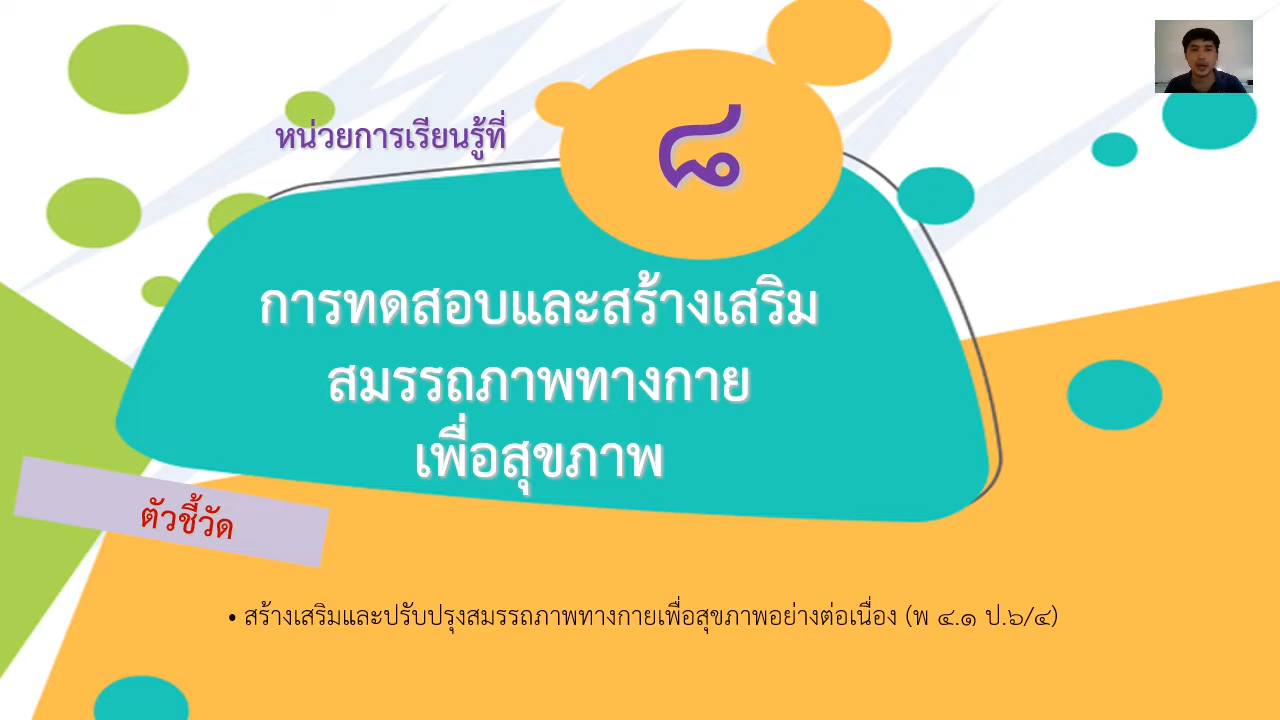 หน่วยการเรียนรู้ที่
๘
การทดสอบและสร้างเสริม
สมรรถภาพทางกาย
เพื่อสุขภาพ
ตัวชี้วัด
• สร้างเสริมและปรับปรุงสมรรถภาพทางกายเพื่อสุขภาพอย่างต่อเนื่อง (พ ๔.๑ ป.๖/๔)